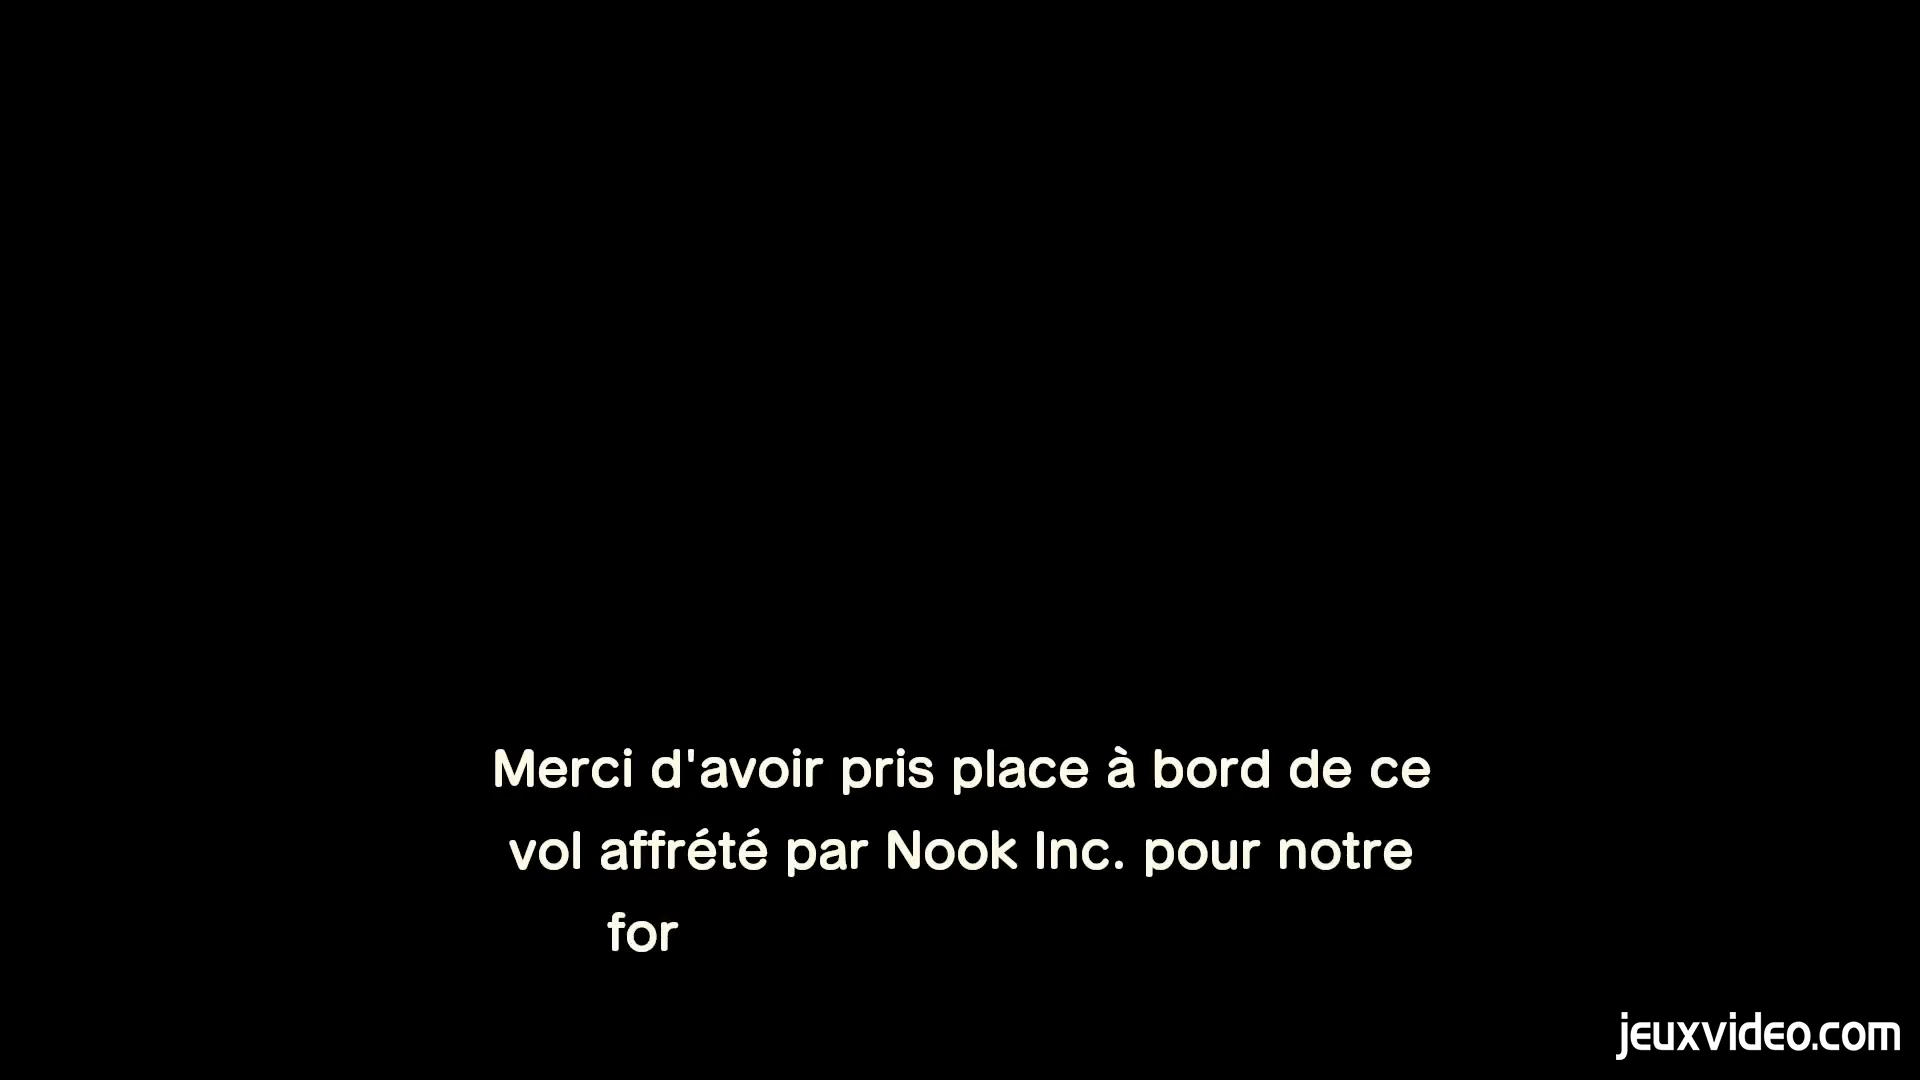 Merci d'avoir pris place à bord de ce
vol affrété par Nook Inc. pour notre
for
jeuxvideo.com